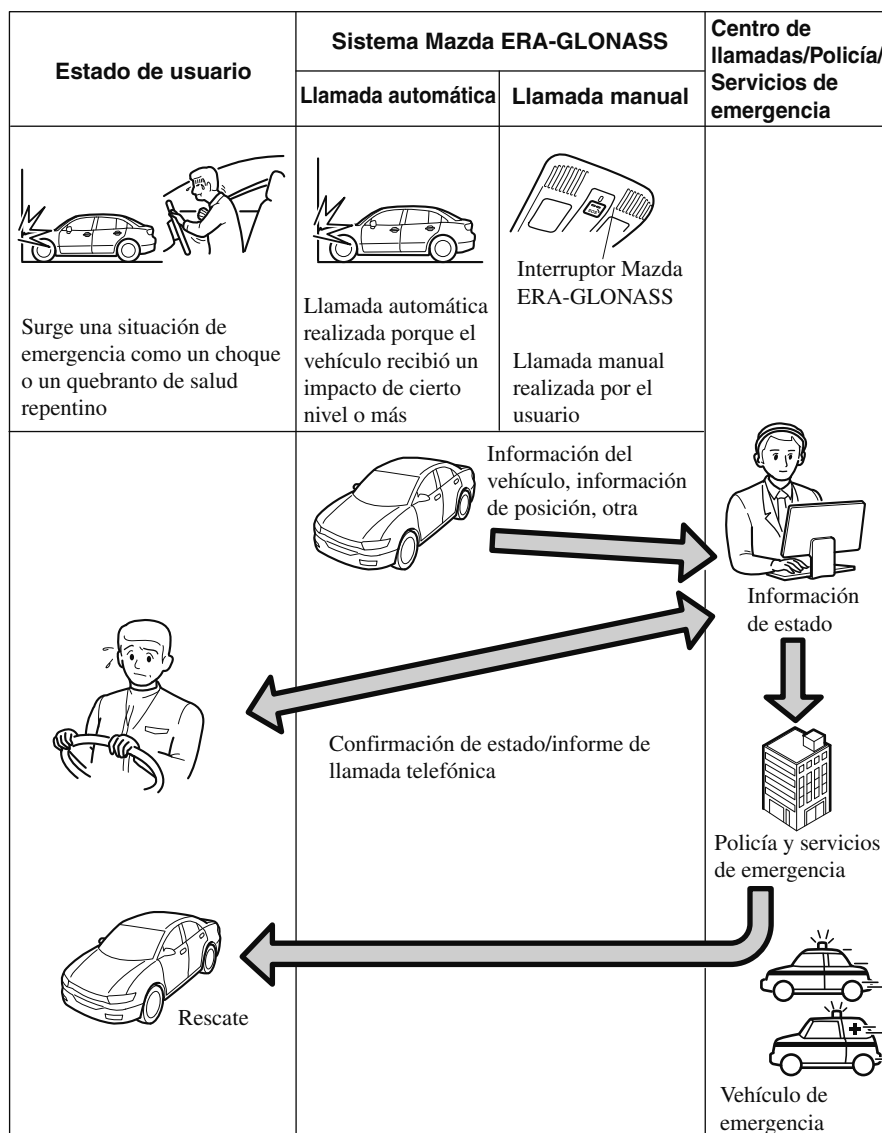 Estado de usuario
Sistema Mazda ERA-GLONASS
Llamada automática
Llamada manual
Centro de
llamadas/Policía/
Servicios de
emergencia
Surge una situación de
emergencia como un choque
o un quebranto de salud
repentino
Llamada automática
realizada porque el
vehículo recibió un
impacto de cierto
nivel o más
Interruptor Mazda
ERA-GLONASS
Llamada manual
realizada por el
usuario
SOS
Información del
vehículo, información
de posición, otra
Información
de estado
Confirmación de estado/informe de
llamada telefónica
Policía y servicios
de emergencia
Rescate
Vehículo de
emergencia